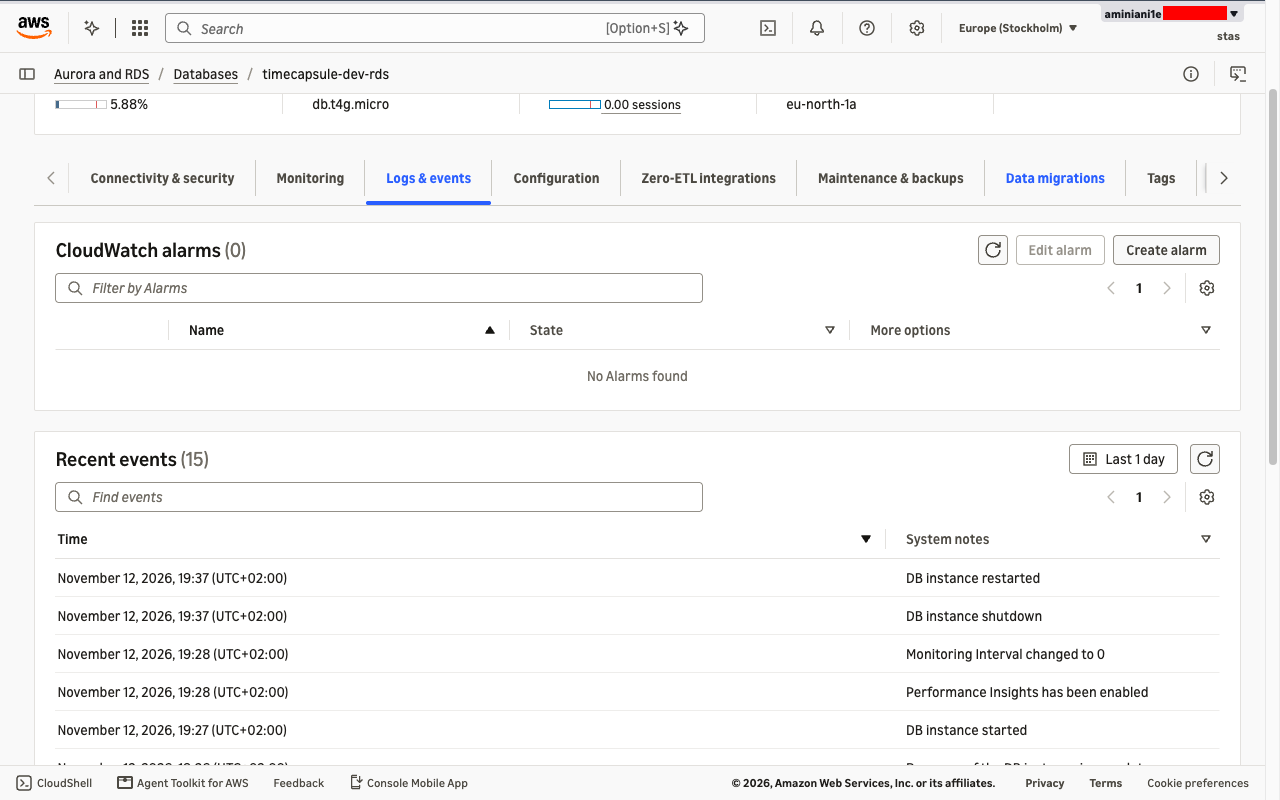 aws
Search [Option+S]
Europe (Stockholm)
aminiani1e
stas
Aurora and RDS / Databases / timecapsule-dev-rds
5.88% db.t4g.micro 0.00 sessions eu-north-1a
Connectivity & security Monitoring Logs & events Configuration Zero-ETL integrations Maintenance & backups Data migrations Tags
CloudWatch alarms (0) Edit alarm Create alarm
Filter by Alarms 1
Name State More options
No Alarms found
Recent events (15) Last 1 day
Find events 1
Time System notes
November 12, 2026, 19:37 (UTC+02:00) DB instance restarted
November 12, 2026, 19:37 (UTC+02:00) DB instance shutdown
November 12, 2026, 19:28 (UTC+02:00) Monitoring Interval changed to 0
November 12, 2026, 19:28 (UTC+02:00) Performance Insights has been enabled
November 12, 2026, 19:27 (UTC+02:00) DB instance started
CloudShell Agent Toolkit for AWS Feedback Console Mobile App © 2026, Amazon Web Services, Inc. or its affiliates. Privacy Terms Cookie preferences